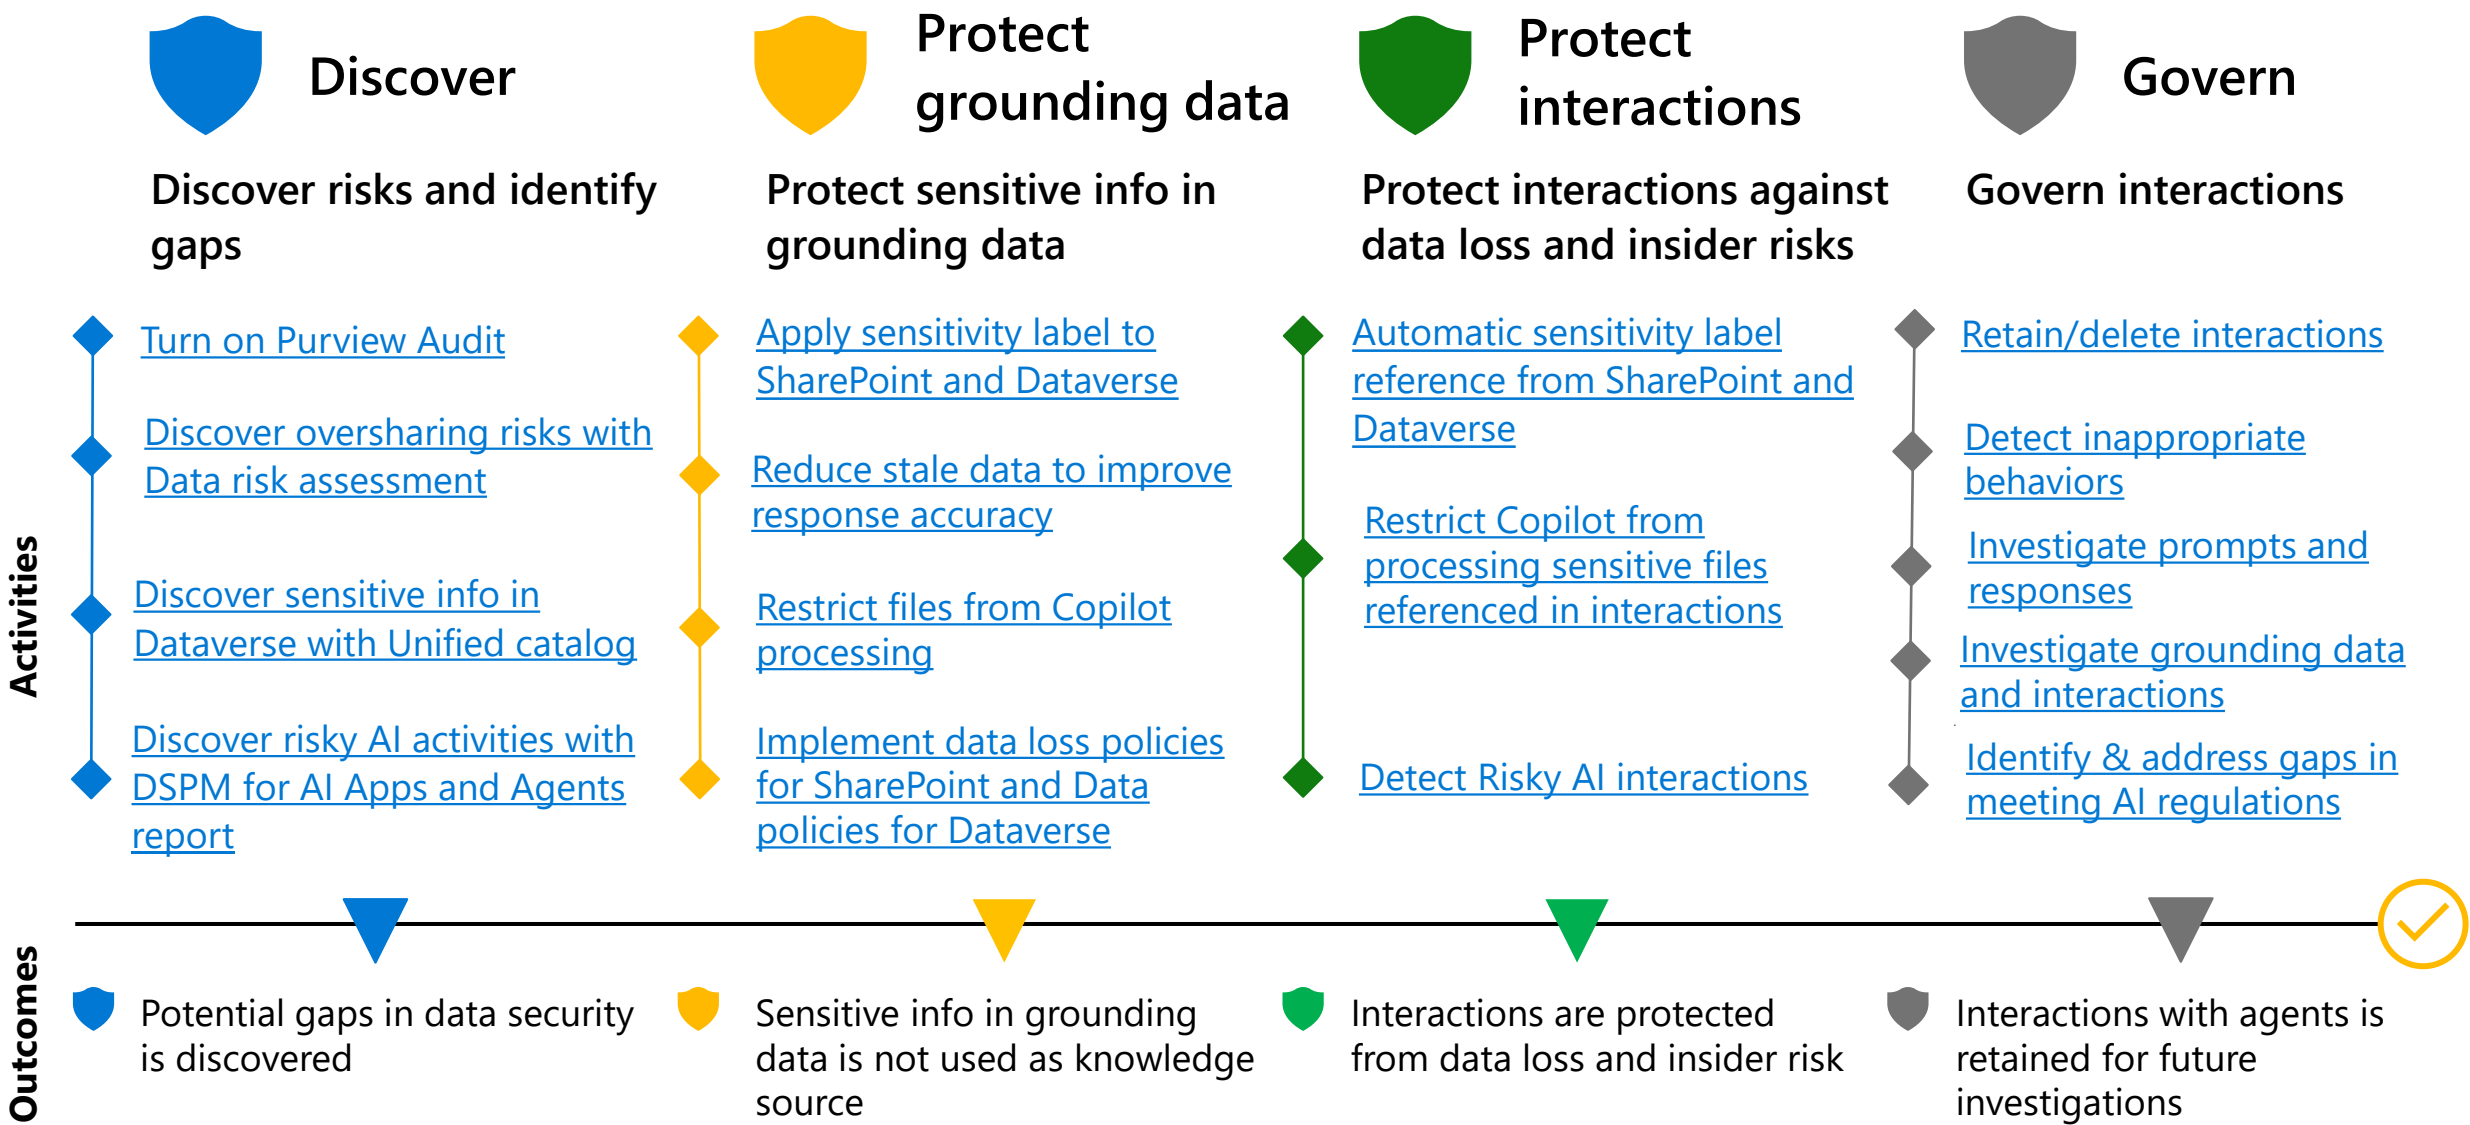 Discover
Discover risks and identify
gaps
Protect
grounding data
Protect sensitive info in
grounding data
Protect
interactions
Protect interactions against
data loss and insider risks
Govern
Govern interactions
Activities
Turn on Purview Audit
Discover oversharing risks with
Data risk assessment
Discover sensitive info in
Dataverse with Unified catalog
Discover risky AI activities with
DSPM for AI Apps and Agents
report
Apply sensitivity label to
SharePoint and Dataverse
Reduce stale data to improve
response accuracy
Restrict files from Copilot
processing
Implement data loss policies
for SharePoint and Data
policies for Dataverse
Automatic sensitivity label
reference from SharePoint and
Dataverse
Restrict Copilot from
processing sensitive files
referenced in interactions
Detect Risky AI interactions
Retain/delete interactions
Detect inappropriate
behaviors
Investigate prompts and
responses
Investigate grounding data
and interactions
Identify & address gaps in
meeting AI regulations
Outcomes
Potential gaps in data security
is discovered
Sensitive info in grounding
data is not used as knowledge
source
Interactions are protected
from data loss and insider risk
Interactions with agents is
retained for future
investigations